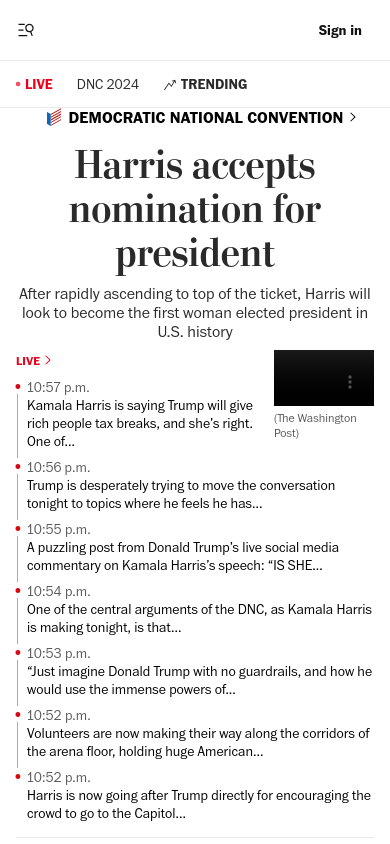 Sign in
LIVE
DNC 2024
TRENDING
DEMOCRATIC NATIONAL CONVENTION
Harris accepts
nomination for
president
After rapidly ascending to top of the ticket, Harris will
look to become the first woman elected president in
U.S. history
LIVE
10:57 p.m.
Kamala Harris is saying Trump will give
rich people tax breaks, and she’s right.
One of…
(The Washington
Post)
10:56 p.m.
Trump is desperately trying to move the conversation
tonight to topics where he feels he has…
10:55 p.m.
A puzzling post from Donald Trump’s live social media
commentary on Kamala Harris’s speech: “IS SHE…
10:54 p.m.
One of the central arguments of the DNC, as Kamala Harris
is making tonight, is that…
10:53 p.m.
“Just imagine Donald Trump with no guardrails, and how he
would use the immense powers of…
10:52 p.m.
Volunteers are now making their way along the corridors of
the arena floor, holding huge American…
10:52 p.m.
Harris is now going after Trump directly for encouraging the
crowd to go to the Capitol…